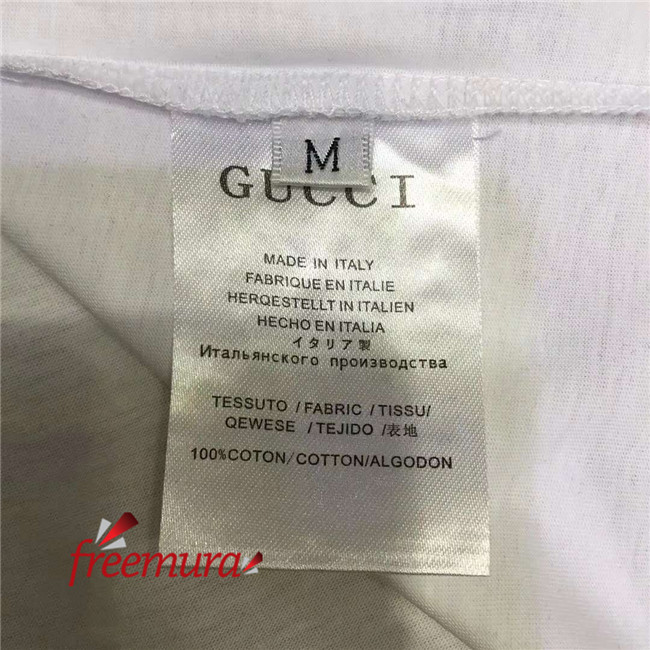 M
GUCCI
MADE IN ITALY
FABRIQUE EN ITALIE
HERQESTELLT IN ITALIEN
HECHO EN ITALIA
イタリア製
Итальянского производства
TESSUTO /FABRIC /TISSU/
QEWESE /TEJIDO /表地
100%COTON/COTTON/ALGODON
freemura